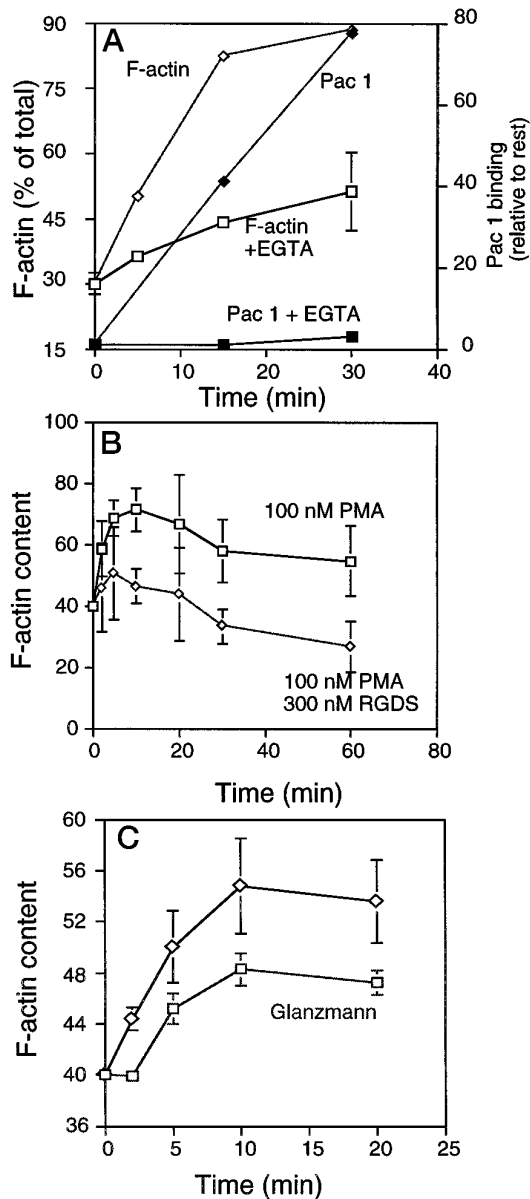 A
F-actin
Pac 1
F-actin
+EGTA
Pac 1 + EGTA
F-actin (% of total)
90
75
60
45
30
15
Pac 1 binding
(relative to rest)
80
60
40
20
0
0 10 20 30 40
Time (min)
B
F-actin content
100
80
60
40
20
0
100 nM PMA
100 nM PMA
300 nM RGDS
0 20 40 60 80
Time (min)
C
F-actin content
60
56
52
48
44
40
36
Glanzmann
0 5 10 15 20 25
Time (min)